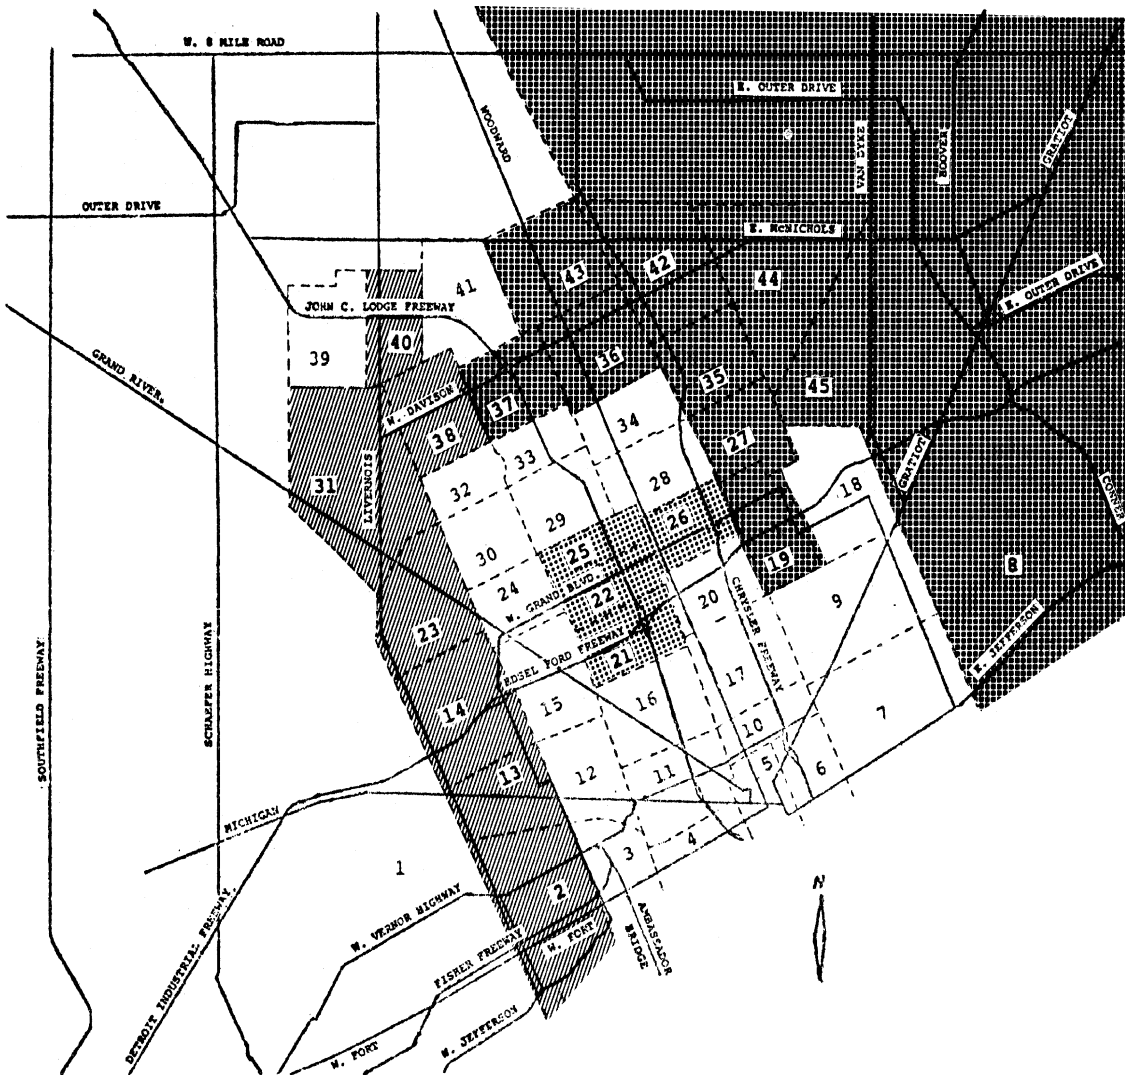 W. 8 MILE ROAD
E. OUTER DRIVE
WOODWARD
VAN DYKE
HOOVER
GRATIOT
OUTER DRIVE
E. McNICHOLS
43
42
44
E. OUTER DRIVE
41
JOHN C. LODGE FREEWAY
40
39
GRAND RIVER.
36
35
45
W. DAVISON
37
38
34
27
33
31
LIVERNOIS
32
28
GRATIOT
18
CONNER
29
26
30
25
19
8
24
W. GRAND BLVD.
22
20
CHRYSLER FREEWAY
9
23
EDSEL FORD FREEWAY
21
E. JEFFERSON
SOUTHFIELD FREEWAY
SCHAEFER HIGHWAY
17
14
15
16
7
10
13
12
11
5
6
MICHIGAN
4
3
1
2
N
W. VERNOR HIGHWAY
AMBASSADOR
BRIDGE
W. FORT
FISHER FREEWAY
DETROIT INDUSTRIAL FREEWAY.
W. JEFFERSON
W. FORT